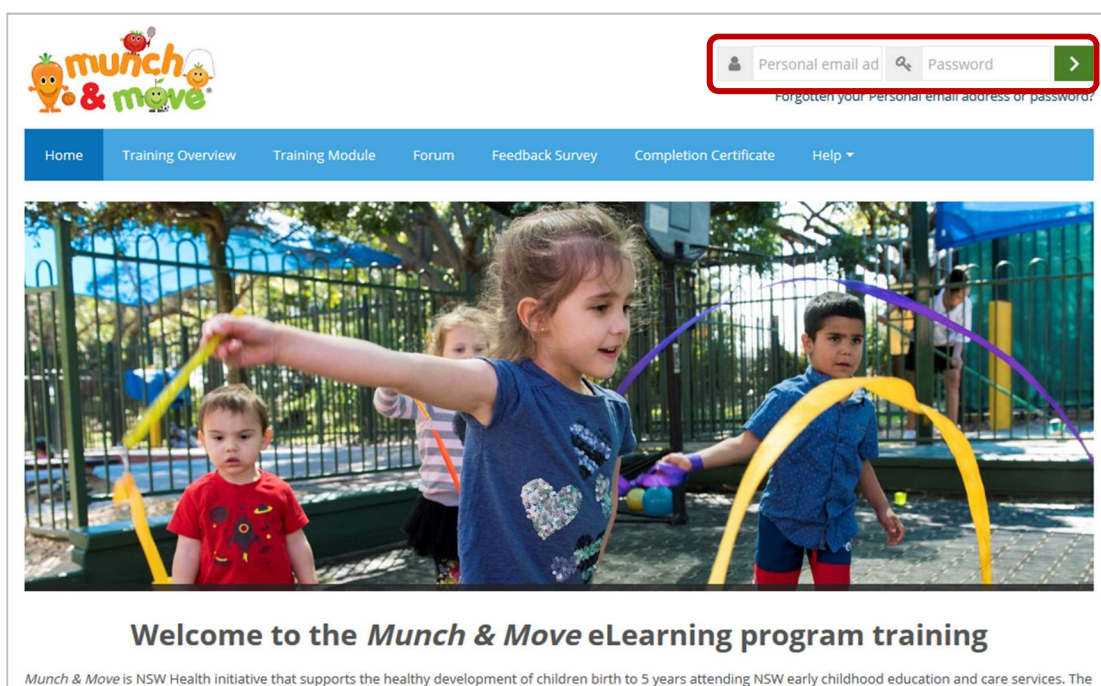 munch
& move
Personal email ad Password
Forgotten your Personal email address or password?
Home Training Overview Training Module Forum Feedback Survey Completion Certificate Help
Welcome to the Munch & Move eLearning program training
Munch & Move is NSW Health initiative that supports the healthy development of children birth to 5 years attending NSW early childhood education and care services. The